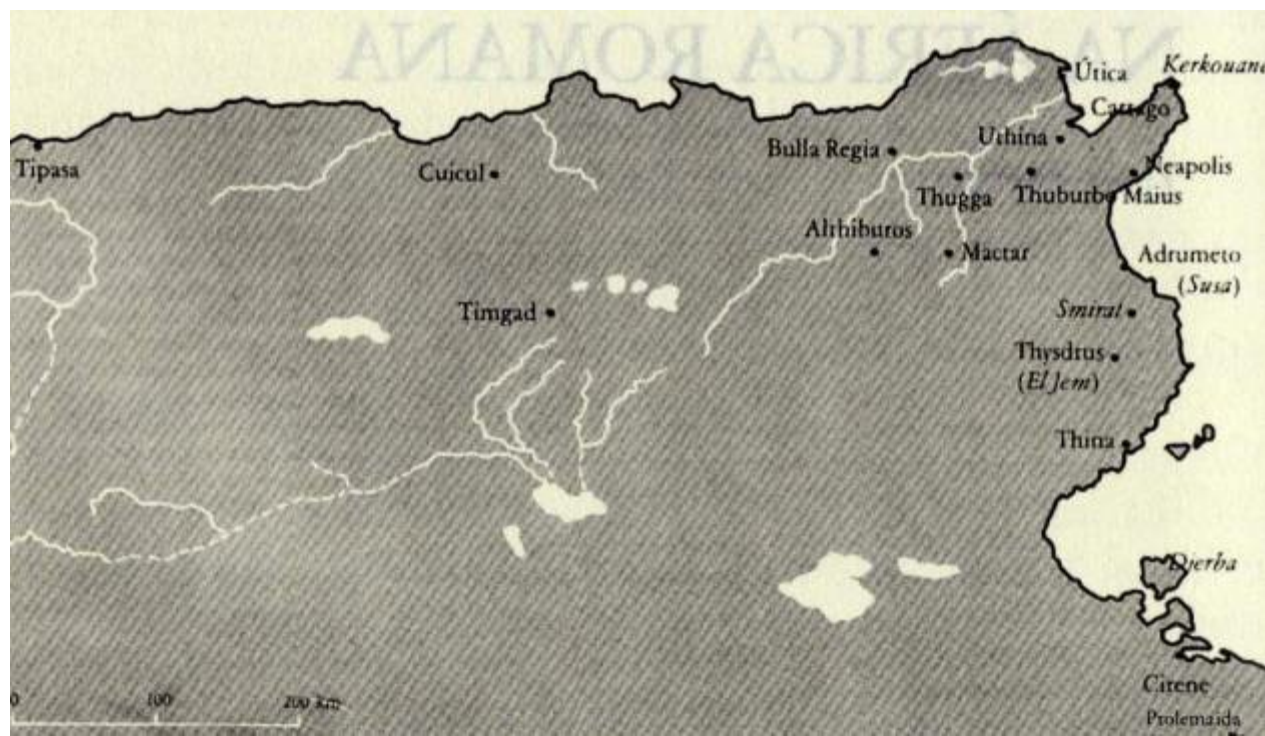 NA ÁFRICA ROMANA
Útica
Kerkouane
Cartago
Uthina
Bulla Regia
Neapolis
Tipasa
Cuicul
Thugga
Thuburbo Maius
Althiburos
Mactar
Adrumeto
(Susa)
Timgad
Smirat
Thysdrus
(El Jem)
Thina
Djerba
Cirene
Ptolemaida
0 100 200 km